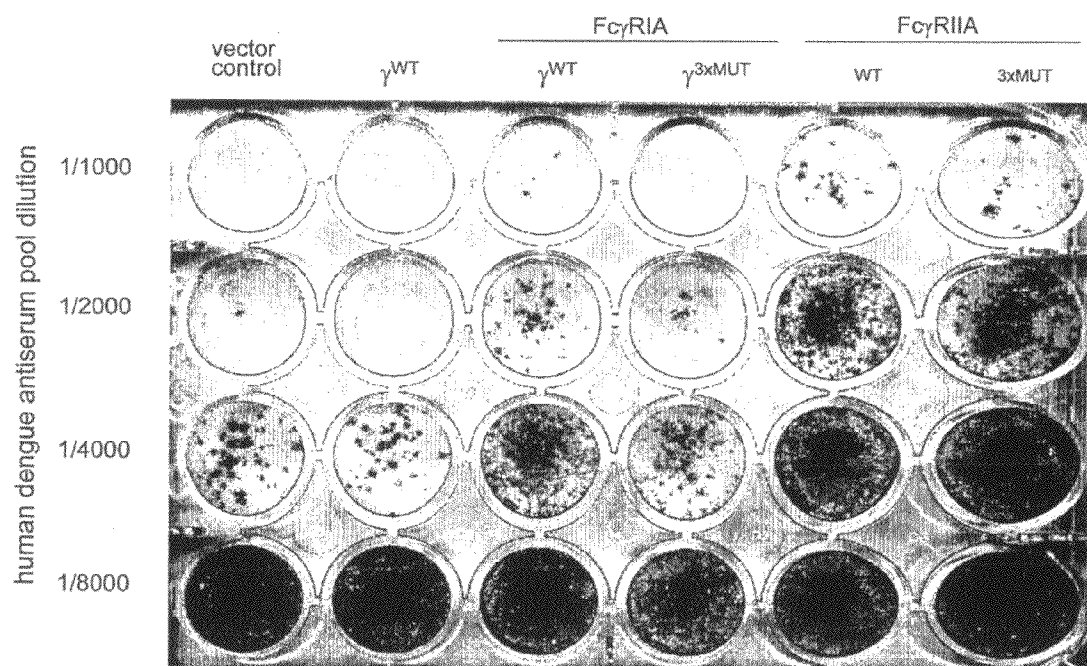 FcγRIA FcγRIIA
vector
control γWT γWT γ3xMUT WT 3xMUT
human dengue antiserum pool dilution
1/1000
1/2000
1/4000
1/8000